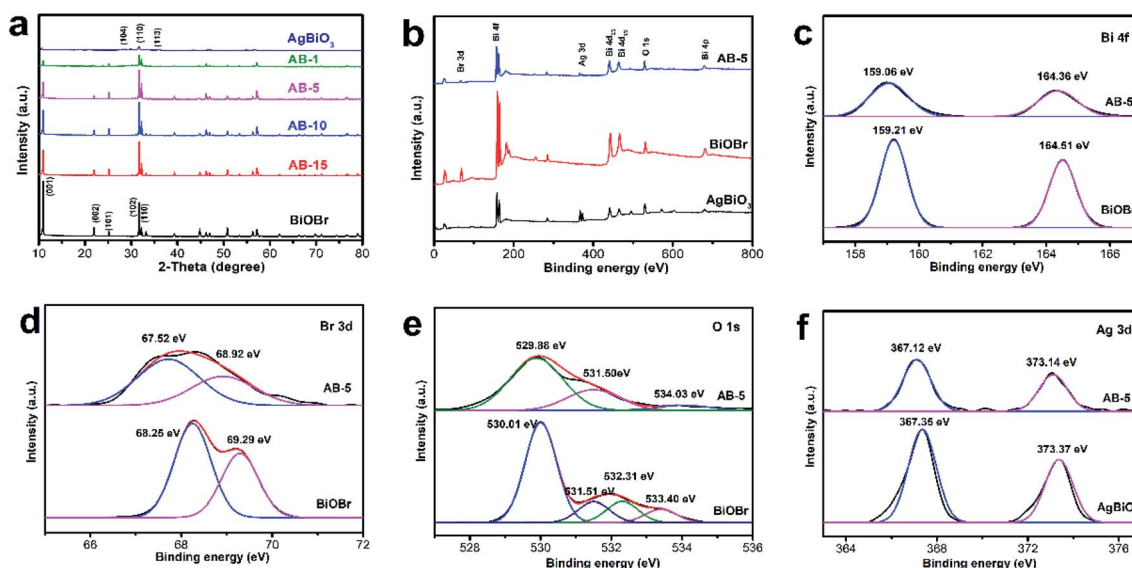 a
AgBiO3
(104)
(110)
(113)
AB-1
AB-5
AB-10
AB-15
(001)
(002)
(101)
(102)
(110)
BiOBr
Intensity (a.u.)
10 20 30 40 50 60 70 80
2-Theta (degree)
b
Br 3d
Bi 4f
Ag 3d
Bi 4d5/2
Bi 4d3/5
O 1s
Bi 4p
AB-5
BiOBr
AgBiO3
Intensity (a.u.)
0 200 400 600 800
Binding energy (eV)
c
Bi 4f
159.06 eV
164.36 eV
AB-5
159.21 eV
164.51 eV
BiOBr
Intensity (a.u.)
158 160 162 164 166
Binding energy (eV)
d
Br 3d
67.52 eV
68.92 eV
AB-5
68.25 eV
69.29 eV
BiOBr
Intensity (a.u.)
66 68 70 72
Binding energy (eV)
e
O 1s
529.88 eV
531.50eV
534.03 eV
AB-5
530.01 eV
531.51 eV
532.31 eV
533.40 eV
BiOBr
Intensity (a.u.)
528 530 532 534 536
Binding energy (eV)
f
Ag 3d
367.12 eV
373.14 eV
AB-5
367.35 eV
373.37 eV
AgBiO
Intensity (a.u.)
364 368 372 376
Binding energy (eV)